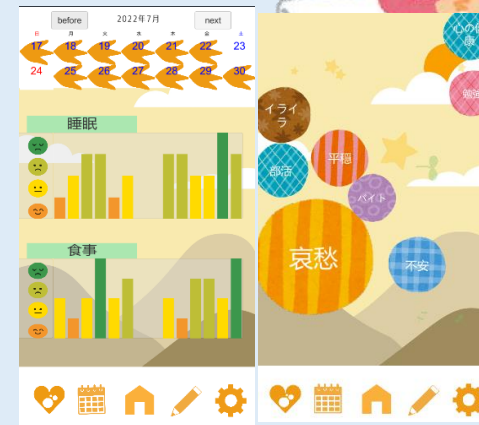 before 2022年7月 next
日 月 火 水 木 金 土
17 18 19 20 21 22 23
24 25 26 27 28 29 30
睡眠
食事
心の健
康
勉強
イライ
ラ
平穏
部活
バイト
哀愁
不安